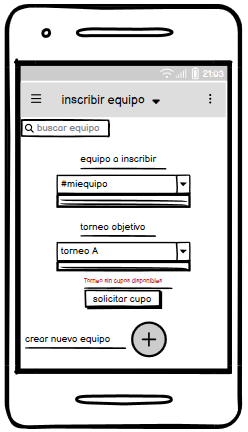 21:03
inscribir equipo
buscar equipo
equipo a inscribir
#miequipo
torneo objetivo
torneo A
Torneo sin cupos disponibles
solicitar cupo
crear nuevo equipo
+